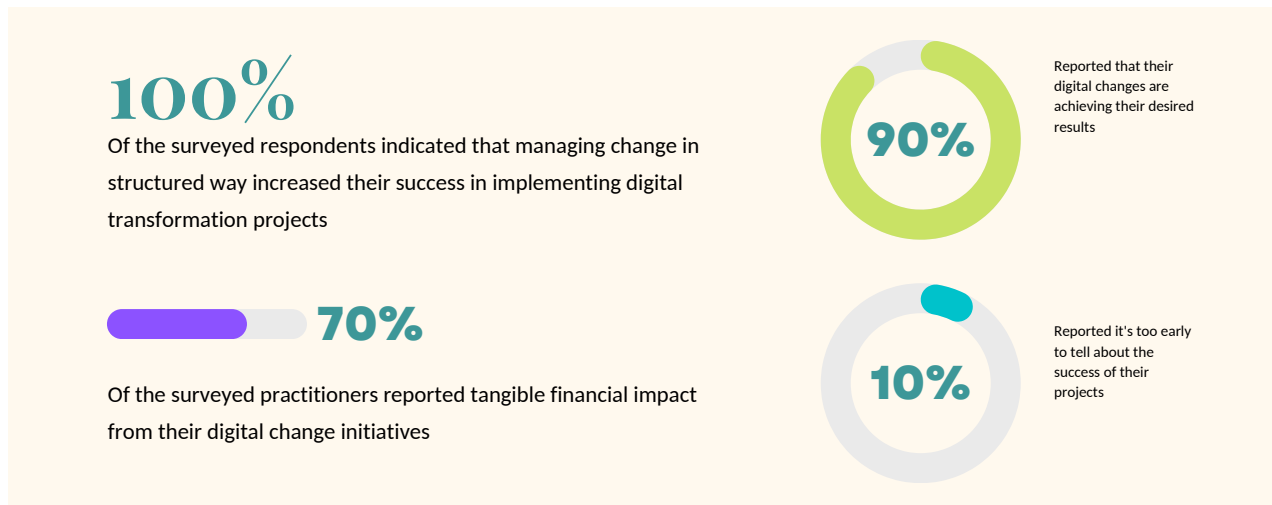 100%
Of the surveyed respondents indicated that managing change in
structured way increased their success in implementing digital
transformation projects
70%
Of the surveyed practitioners reported tangible financial impact
from their digital change initiatives
90%
Reported that their
digital changes are
achieving their desired
results
10%
Reported it's too early
to tell about the
success of their
projects